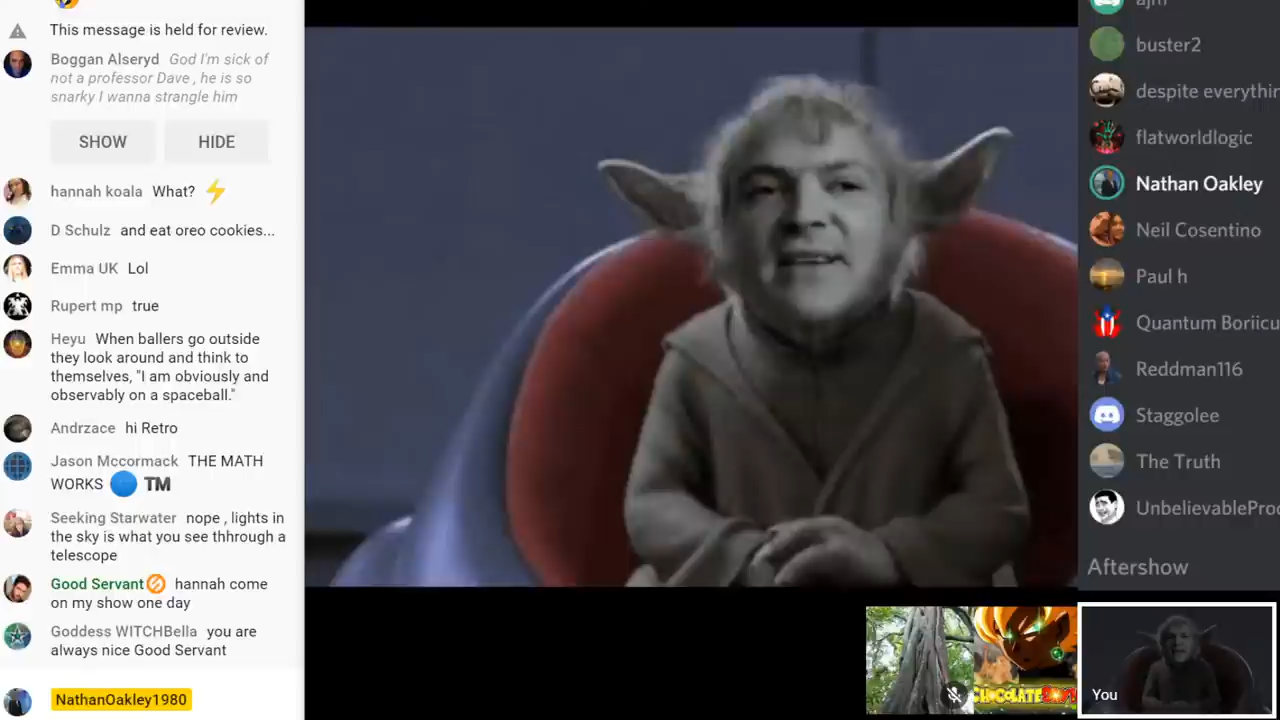 This message is held for review.
Boggan Alseryd God I'm sick of
not a professor Dave , he is so
snarky I wanna strangle him
SHOW HIDE
hannah koala What? ⚡
D Schulz and eat oreo cookies...
Emma UK Lol
Rupert mp true
Heyu When ballers go outside
they look around and think to
themselves, "I am obviously and
observably on a spaceball."
Andrzace hi Retro
Jason Mccormack THE MATH
WORKS 🔵 ™️
Seeking Starwater nope , lights in
the sky is what you see thhrough a
telescope
Good Servant hannah come
on my show one day
Goddess WITCHBella you are
always nice Good Servant
NathanOakley1980
buster2
despite everythin
flatworldlogic
Nathan Oakley
Neil Cosentino
Paul h
Quantum Boriicu
Reddman116
Staggolee
The Truth
UnbelievableProd
Aftershow
You